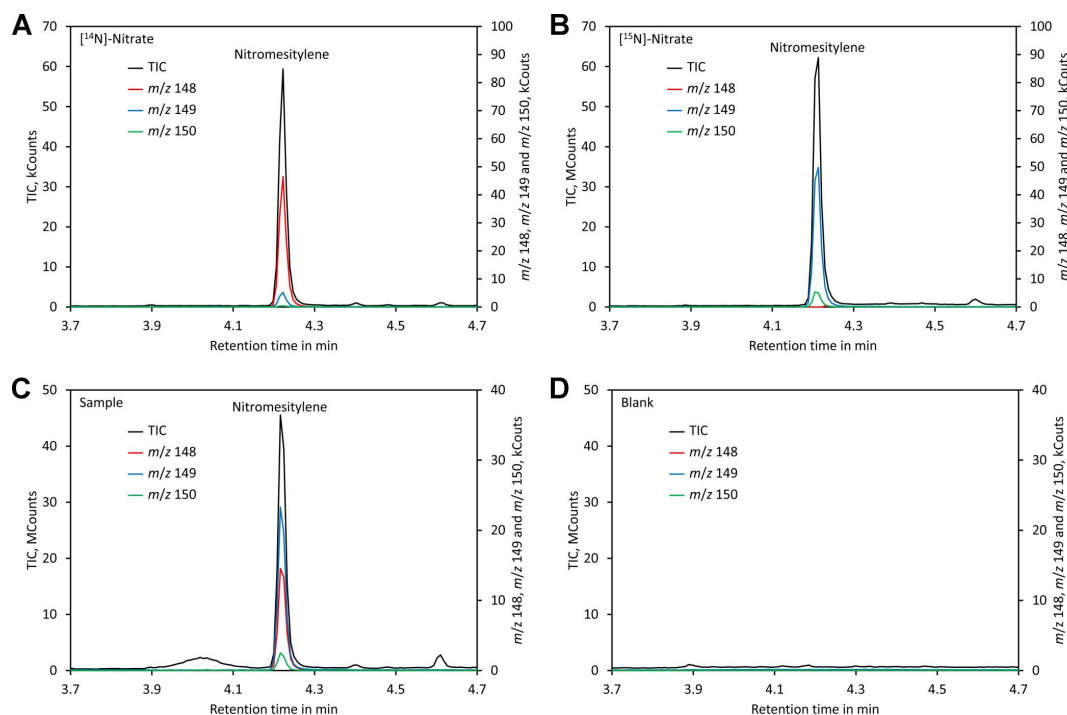 A
[¹⁴N]-Nitrate
Nitromesitylene
TIC
m/z 148
m/z 149
m/z 150
70
60
50
40
30
20
10
0
100
90
80
70
60
50
40
30
20
10
0
3.7 3.9 4.1 4.3 4.5 4.7
TIC, kCounts
m/z 148, m/z 149 and m/z 150, kCouts
Retention time in min
B
[¹⁵N]-Nitrate
Nitromesitylene
TIC
m/z 148
m/z 149
m/z 150
70
60
50
40
30
20
10
0
100
90
80
70
60
50
40
30
20
10
0
3.7 3.9 4.1 4.3 4.5 4.7
TIC, MCounts
m/z 148, m/z 149 and m/z 150, kCouts
Retention time in min
C
Sample
Nitromesitylene
TIC
m/z 148
m/z 149
m/z 150
50
40
30
20
10
0
40
30
20
10
0
3.7 3.9 4.1 4.3 4.5 4.7
TIC, MCounts
m/z 148, m/z 149 and m/z 150, kCouts
Retention time in min
D
Blank
TIC
m/z 148
m/z 149
m/z 150
50
40
30
20
10
0
40
30
20
10
0
3.7 3.9 4.1 4.3 4.5 4.7
TIC, MCounts
m/z 148, m/z 149 and m/z 150, kCouts
Retention time in min